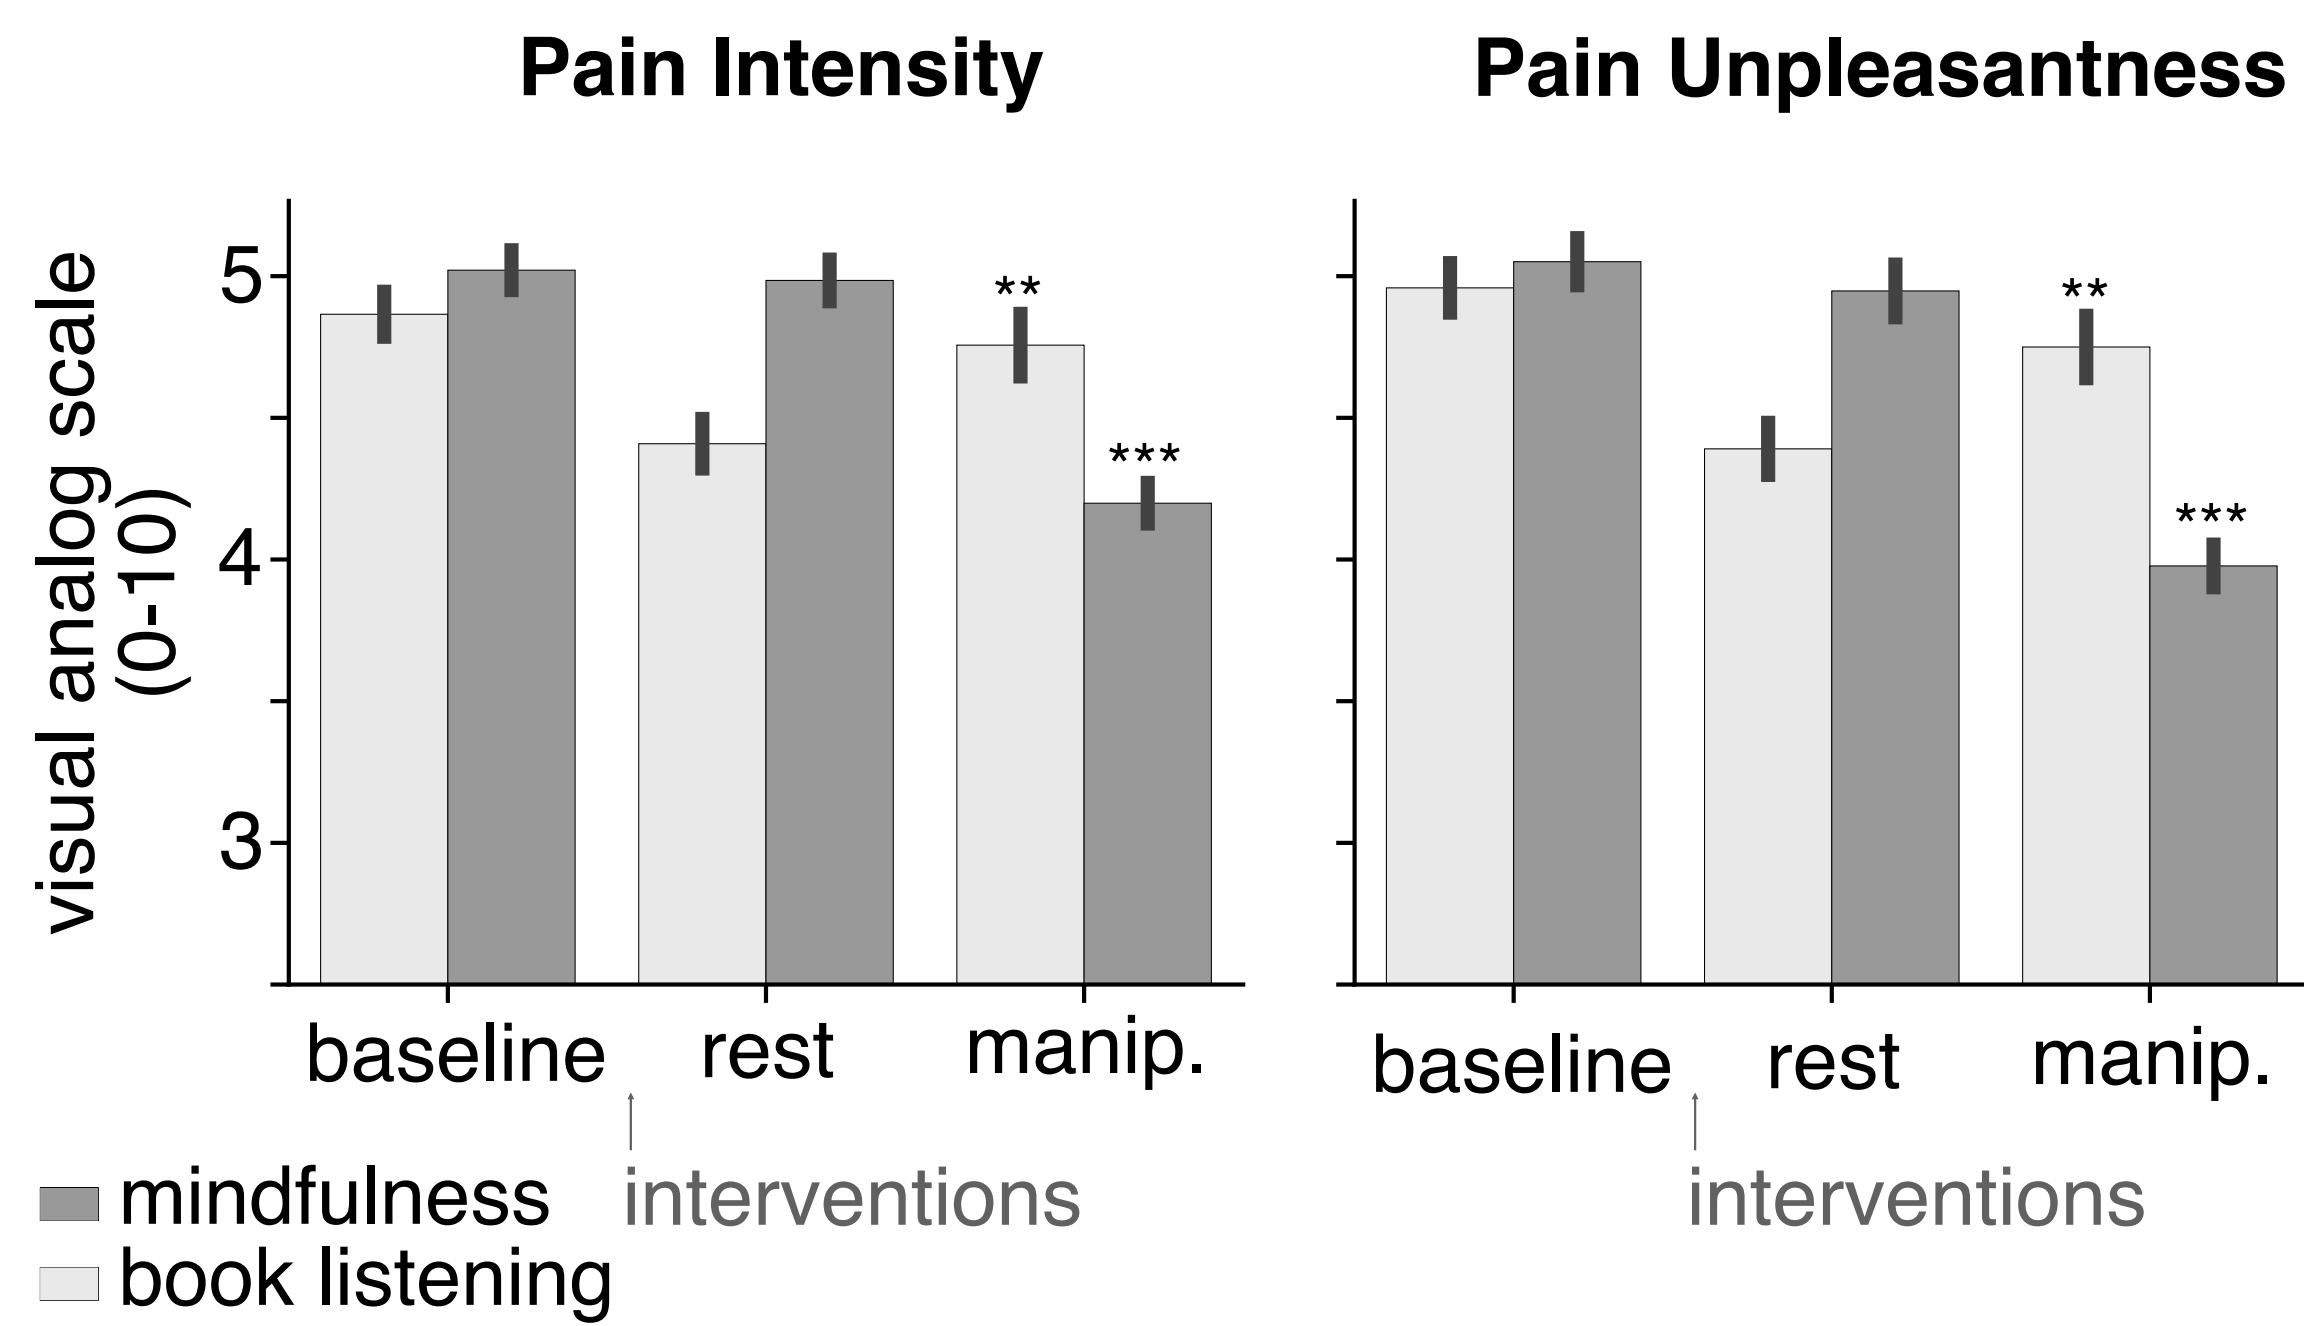 Pain Intensity
Pain Unpleasantness
visual analog scale
(0-10)
5
4
3
**
***
**
***
baseline rest manip.
baseline rest manip.
interventions
interventions
mindfulness
book listening